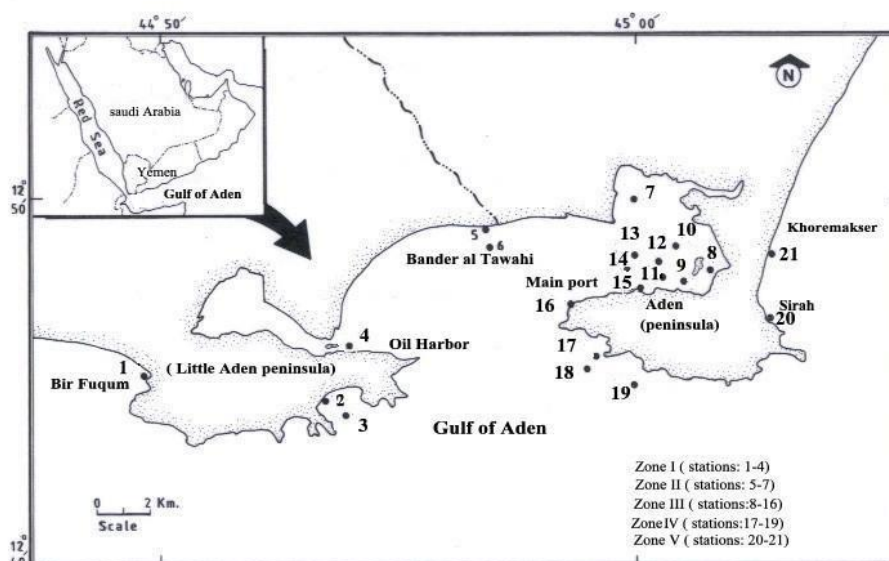 44° 50'
45° 00'
N
saudi Arabia
Red Sea
Yemen
Gulf of Aden
12°
50
7
5
6
Bander al Tawahi
13
12
10
Khoremakser
14
8
21
11
9
Main port
15
16
Aden
(peninsula)
Sirah
20
4
Oil Harbor
17
1
(Little Aden peninsula)
Bir Fuqum
18
2
19
3
Gulf of Aden
Zone I ( stations: 1-4)
Zone II ( stations: 5-7)
Zone III ( stations:8-16)
Zone IV ( stations:17-19)
Zone V ( stations: 20-21)
0 2 Km.
Scale
12°